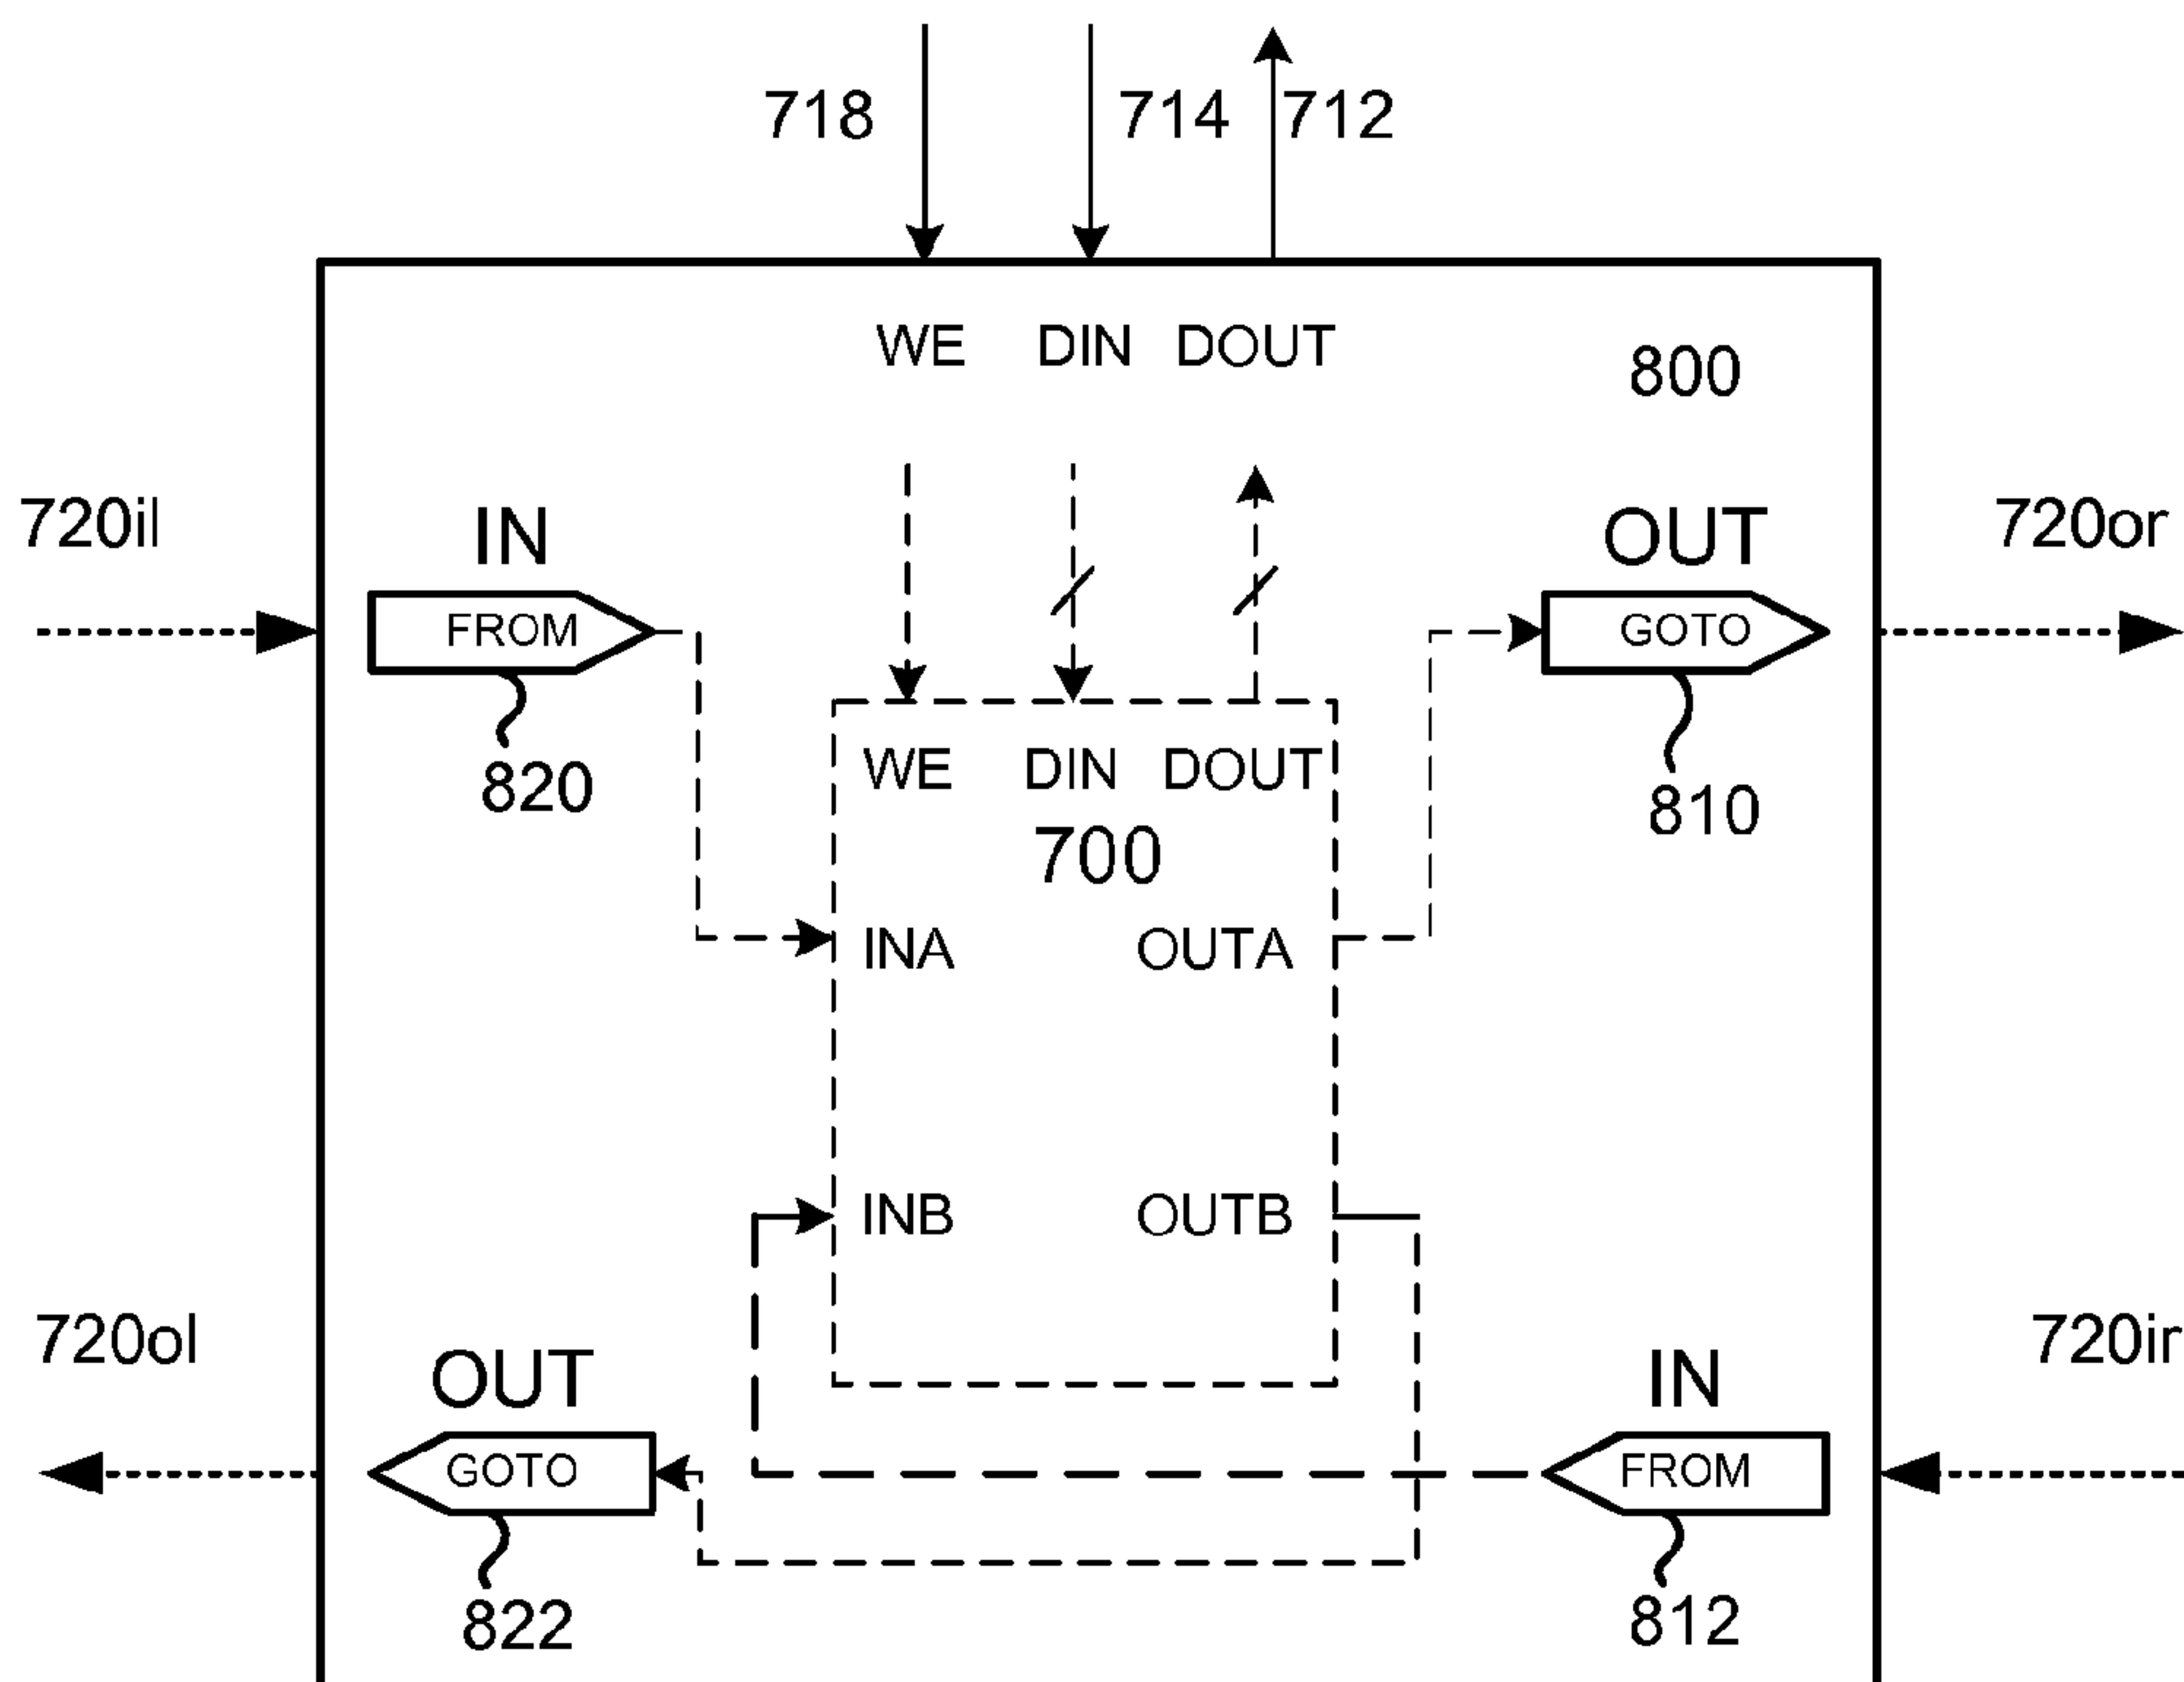 718 714 712
WE DIN DOUT
800
720il IN OUT 720or
FROM GOTO
820 WE DIN DOUT 810
700
INA OUTA
INB OUTB
720ol OUT IN 720ir
GOTO FROM
822 812